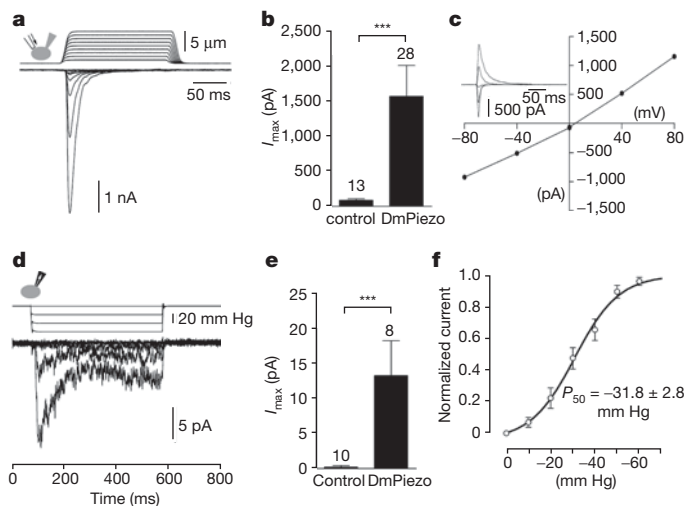 a
5 μm
50 ms
1 nA
b
***
2,500
2,000
1,500
1,000
500
0
Imax (pA)
13
28
control DmPiezo
c
50 ms
500 pA
1,500
1,000
500
(mV)
−80 −40 0 40 80
−500
−1,000
−1,500
(pA)
d
20 mm Hg
5 pA
0 200 400 600 800
Time (ms)
e
***
25
20
15
10
5
0
Imax (pA)
10
8
Control DmPiezo
f
1.0
0.8
0.6
0.4
0.2
0
Normalized current
P50 = −31.8 ± 2.8
mm Hg
0 −20 −40 −60
(mm Hg)